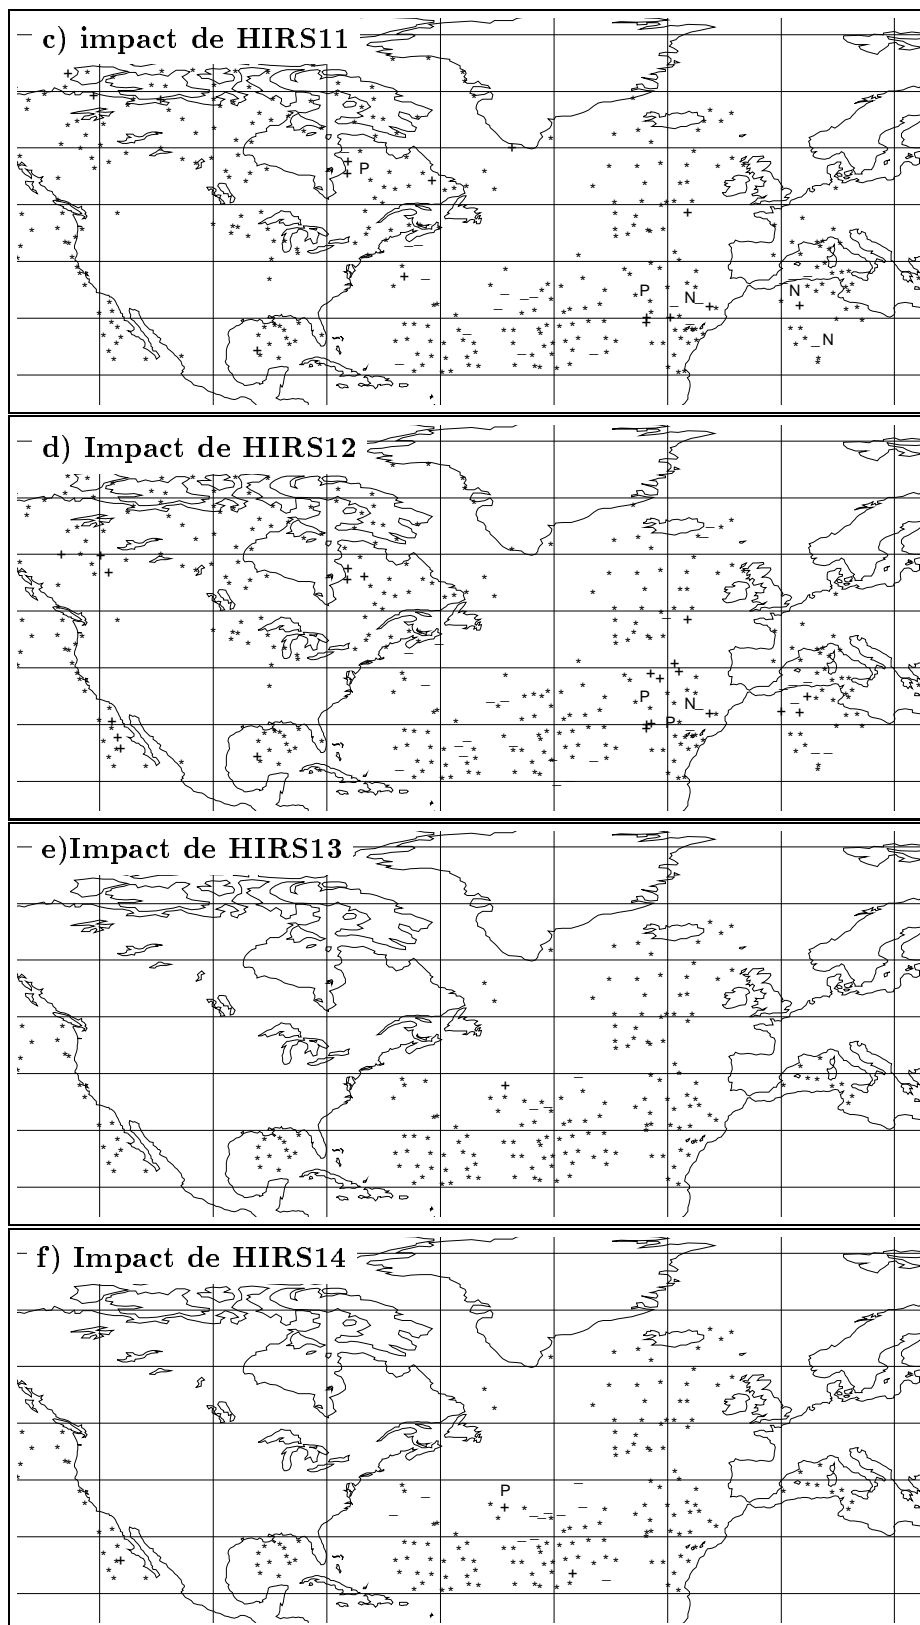 c) impact de HIRS11
P
P
N
N
N
d) Impact de HIRS12
P
N
P
e)Impact de HIRS13
f) Impact de HIRS14
P